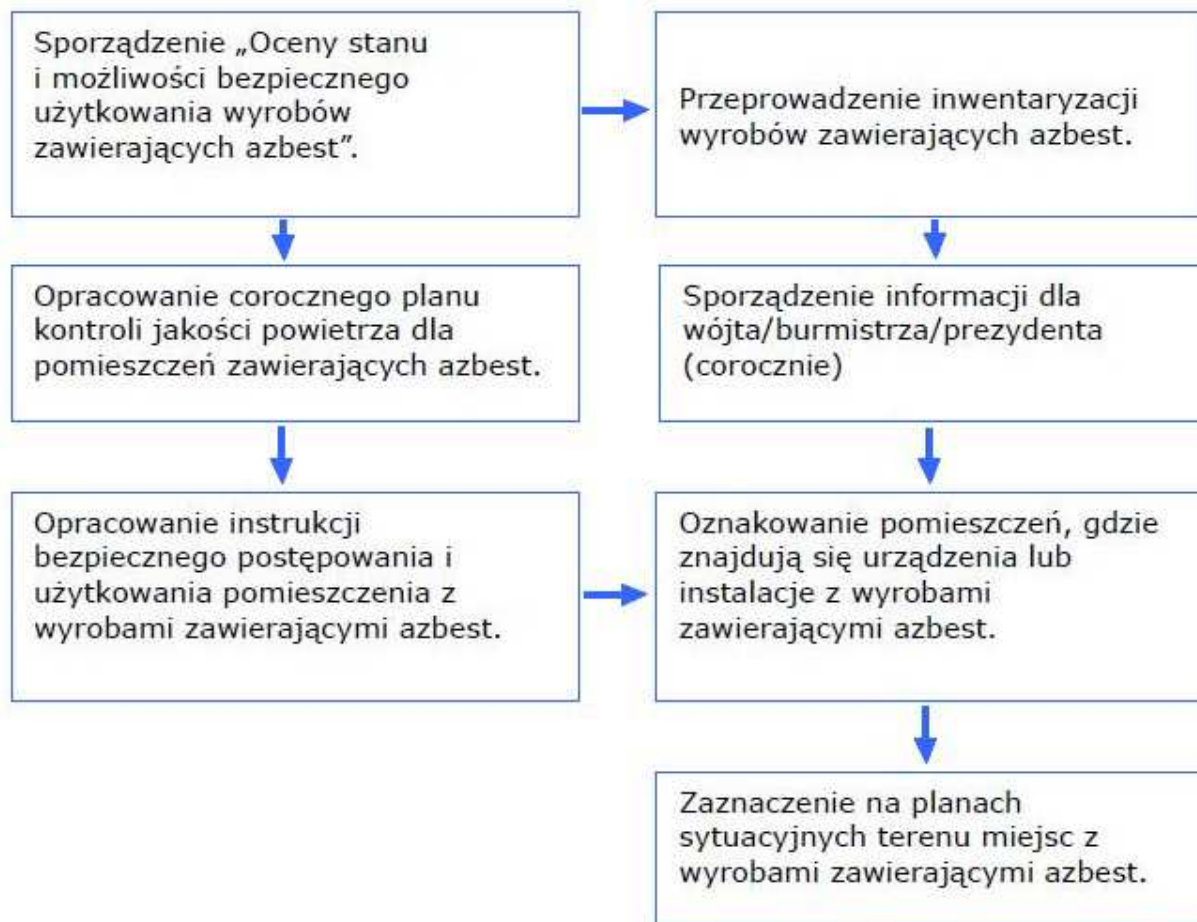 Sporządzenie „Oceny stanu
i możliwości bezpiecznego
użytkowania wyrobów
zawierających azbest”.
Przeprowadzenie inwentaryzacji
wyrobów zawierających azbest.
Opracowanie corocznego planu
kontroli jakości powietrza dla
pomieszczeń zawierających azbest.
Sporządzenie informacji dla
wójta/burmistrza/prezydenta
(corocznie)
Opracowanie instrukcji
bezpiecznego postępowania i
użytkowania pomieszczenia z
wyrobami zawierającymi azbest.
Oznakowanie pomieszczeń, gdzie
znajdują się urządzenia lub
instalacje z wyrobami
zawierającymi azbest.
Zaznaczenie na planach
sytuacyjnych terenu miejsc z
wyrobami zawierającymi azbest.